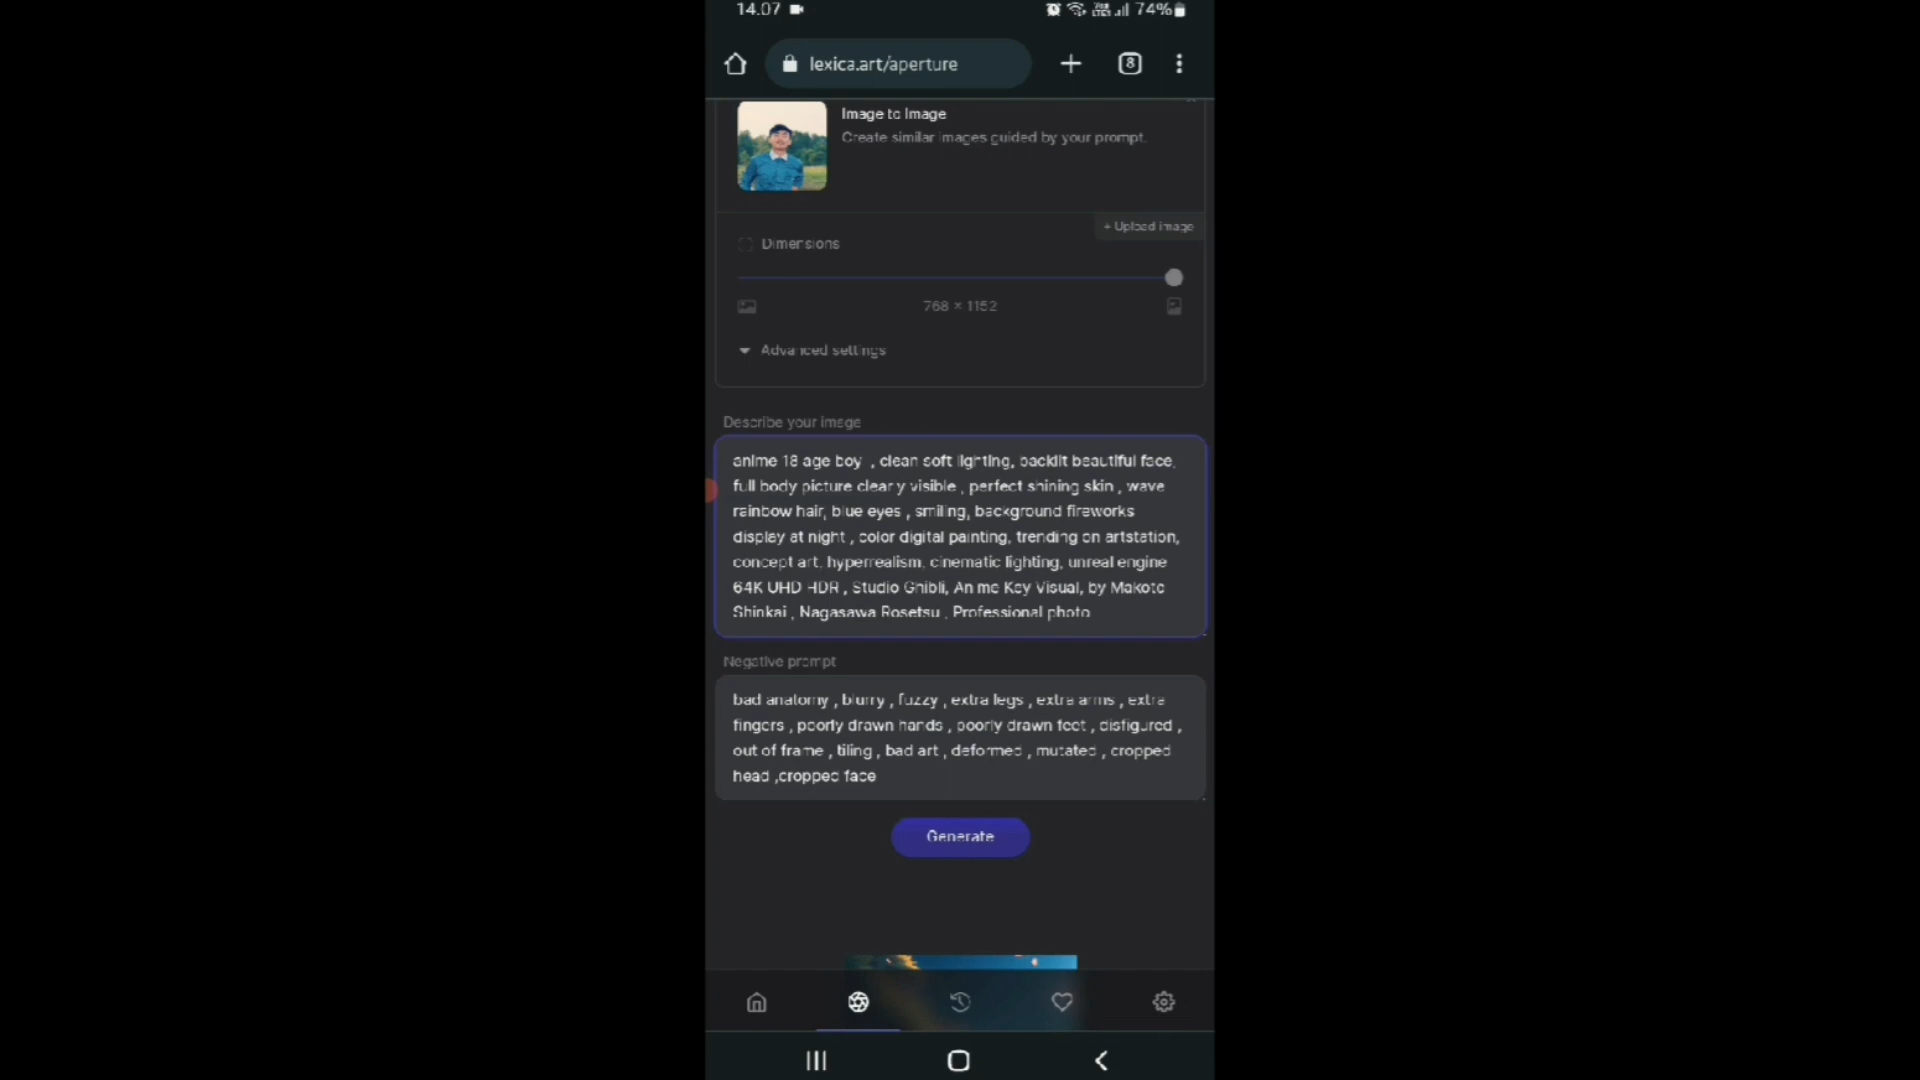 14.07
74%
lexica.art/aperture
8
Image to Image
Create similar images guided by your prompt.
+ Upload image
Dimensions
768 × 1152
Advanced settings
Describe your image
anime 18 age boy , clean soft lighting, backlit beautiful face,
full body picture clear y visible , perfect shining skin , wave
rainbow hair, blue eyes , smiling, background fireworks
display at night , color digital painting, trending on artstation,
concept art, hyperrealism, cinematic lighting, unreal engine
64K UHD HDR , Studio Ghibli, Anime Key Visual, by Makoto
Shinkai , Nagasawa Rosetsu , Professional photo
Negative prompt
bad anatomy , blurry , fuzzy , extra legs , extra arms , extra
fingers , poorly drawn hands , poorly drawn feet , disfigured ,
out of frame , tiling , bad art , deformed , mutated , cropped
head ,cropped face
Generate